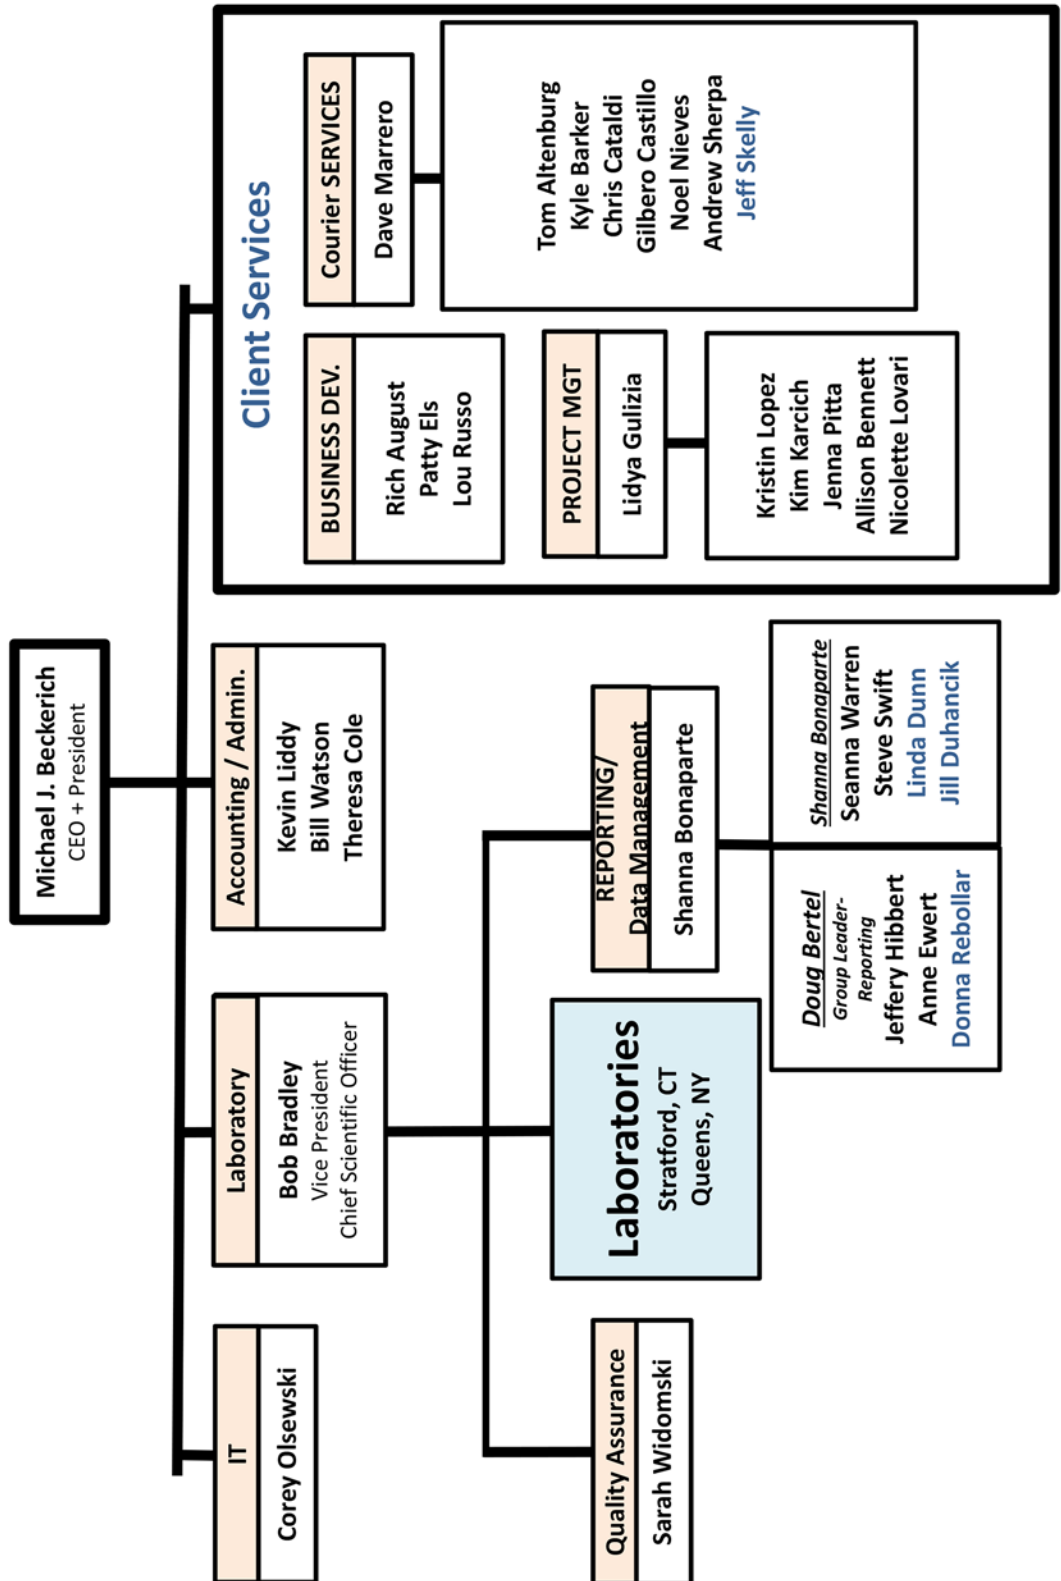 Michael J. Beckerich
CEO + President
IT
Corey Olsewski
Laboratory
Bob Bradley
Vice President
Chief Scientific Officer
Accounting / Admin.
Kevin Liddy
Bill Watson
Theresa Cole
Client Services
BUSINESS DEV.
Rich August
Patty Els
Lou Russo
Courier SERVICES
Dave Marrero
Tom Altenburg
Kyle Barker
Chris Cataldi
Gilbero Castillo
Noel Nieves
Andrew Sherpa
Jeff Skelly
PROJECT MGT
Lidya Gulizia
Kristin Lopez
Kim Karcich
Jenna Pitta
Allison Bennett
Nicolette Lovari
Quality Assurance
Sarah Widomski
Laboratories
Stratford, CT
Queens, NY
REPORTING/
Data Management
Shanna Bonaparte
Doug Bertel
Group Leader-
Reporting
Jeffery Hibbert
Anne Ewert
Donna Rebollar
Shanna Bonaparte
Seanna Warren
Steve Swift
Linda Dunn
Jill Duhancik